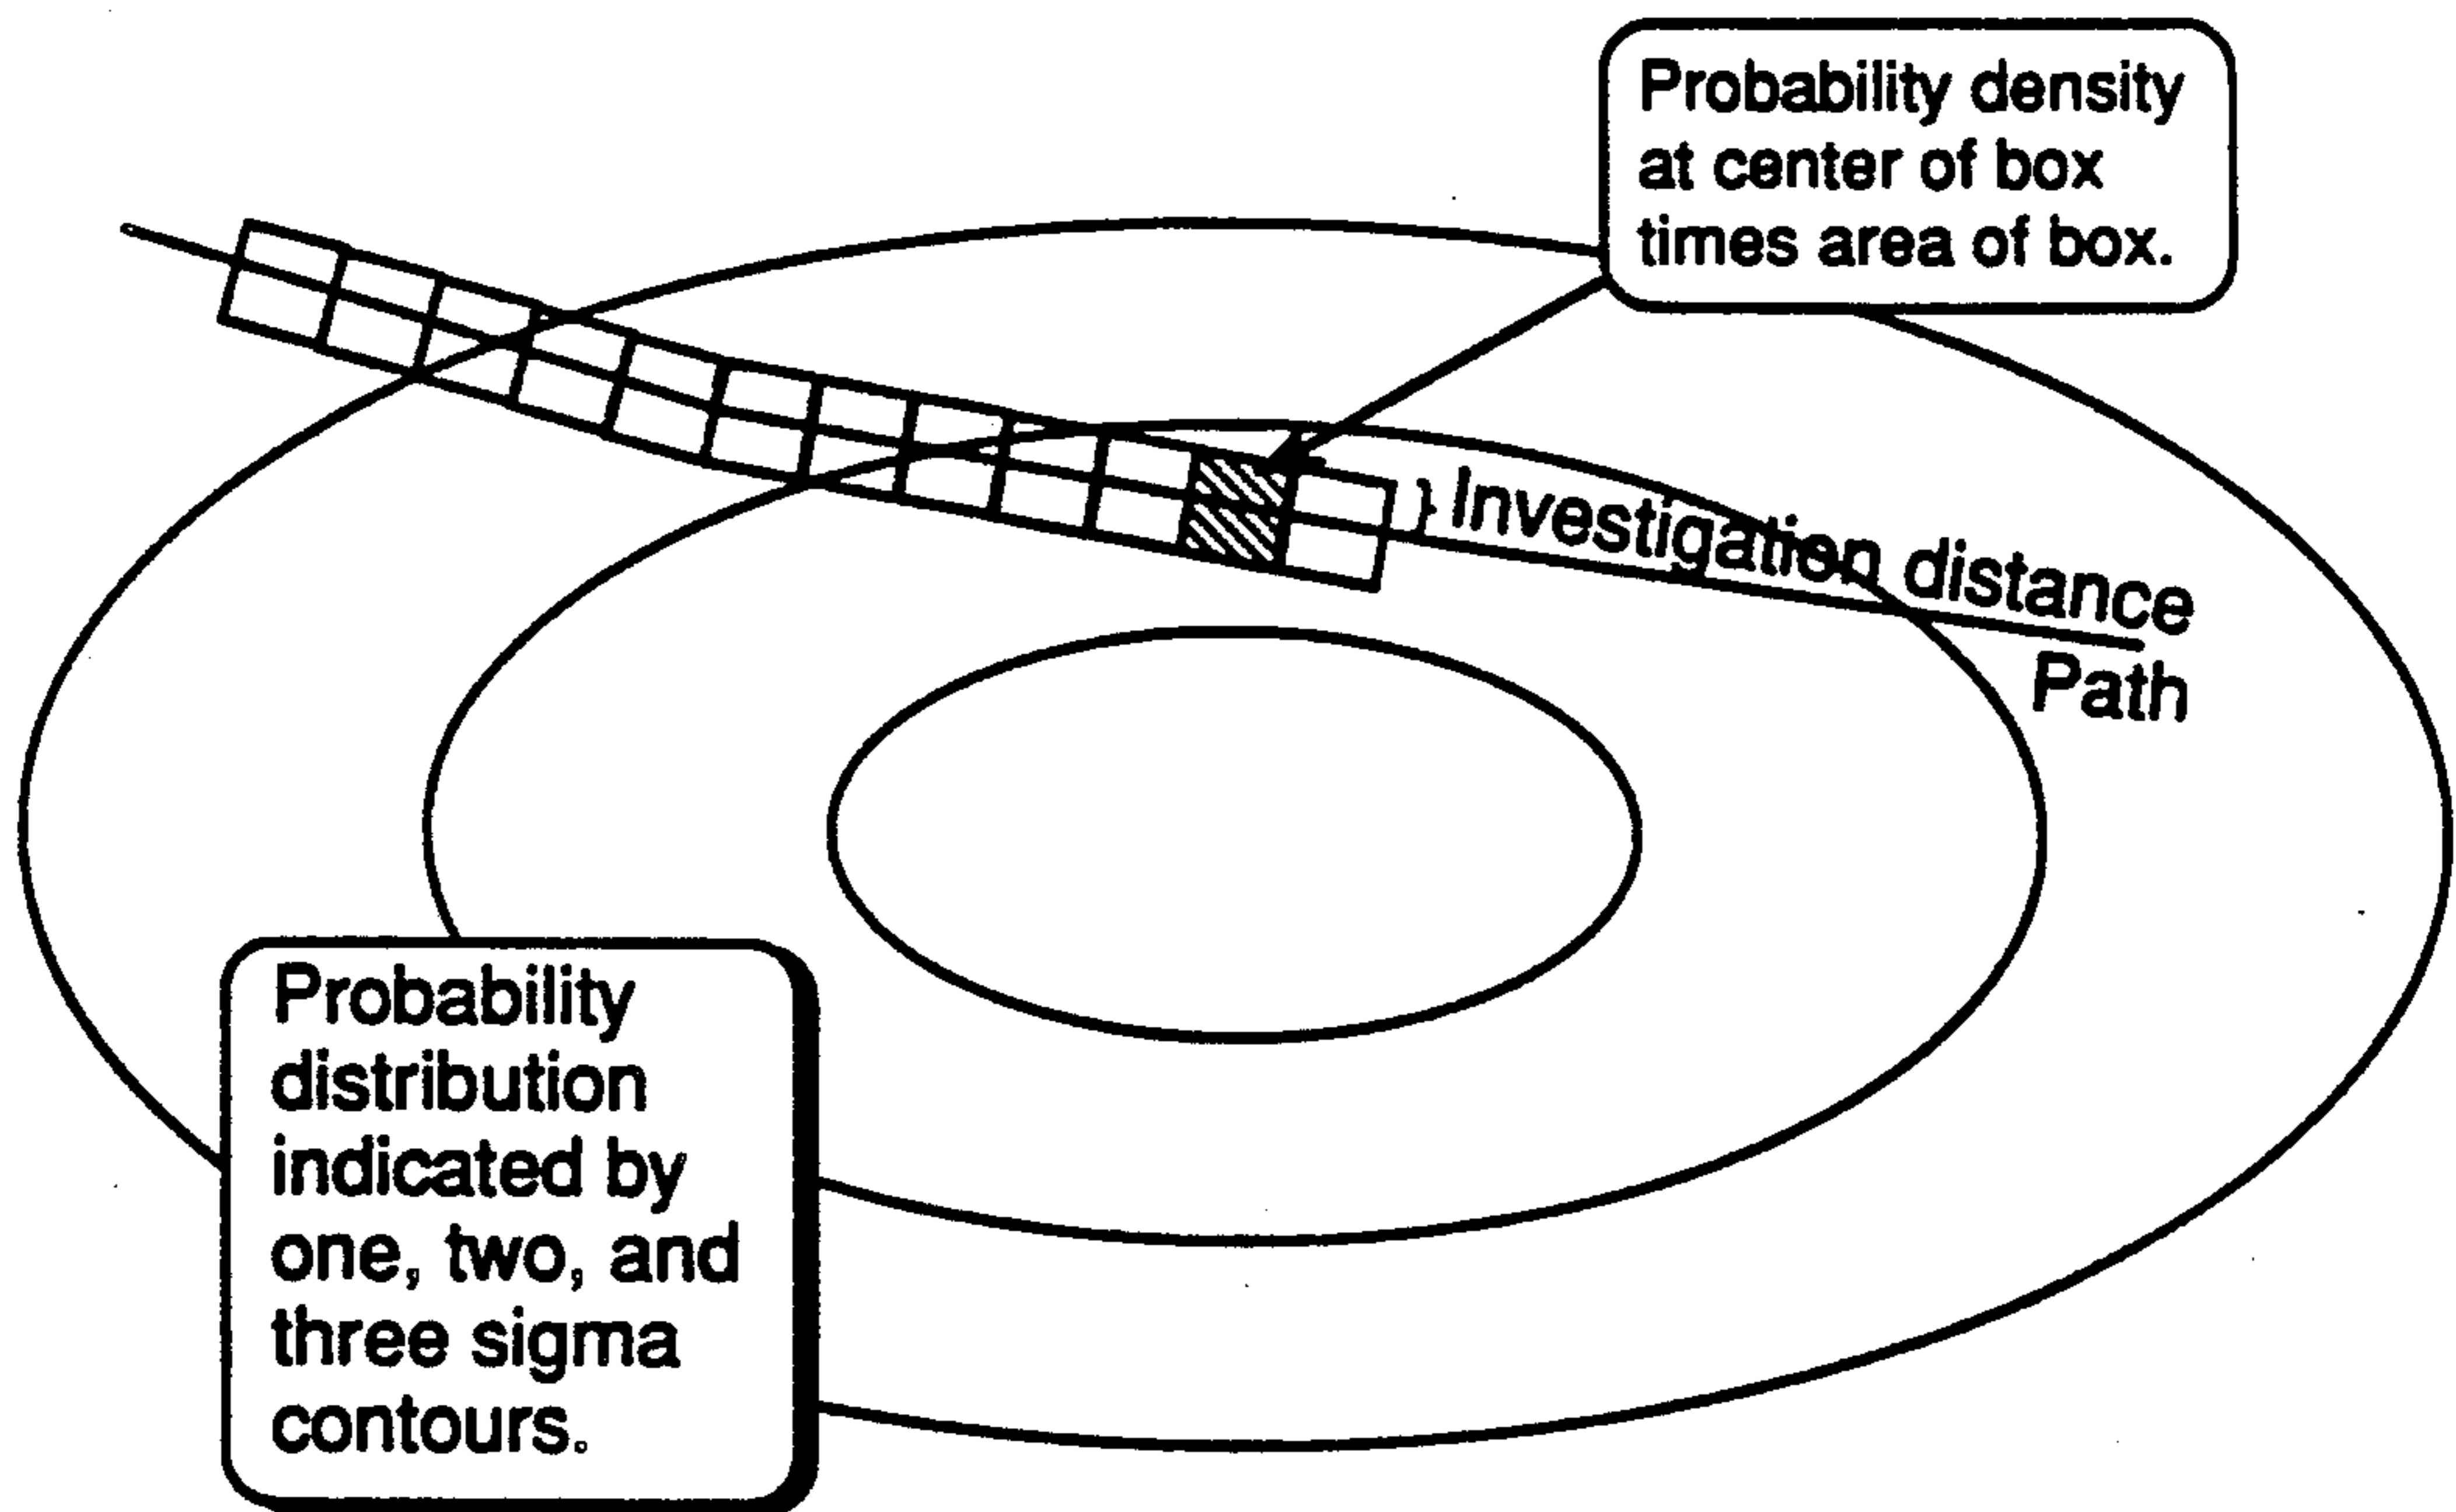 Probability density
at center of box
times area of box.
Investigation distance
Path
Probability
distribution
indicated by
one, two, and
three sigma
contours.